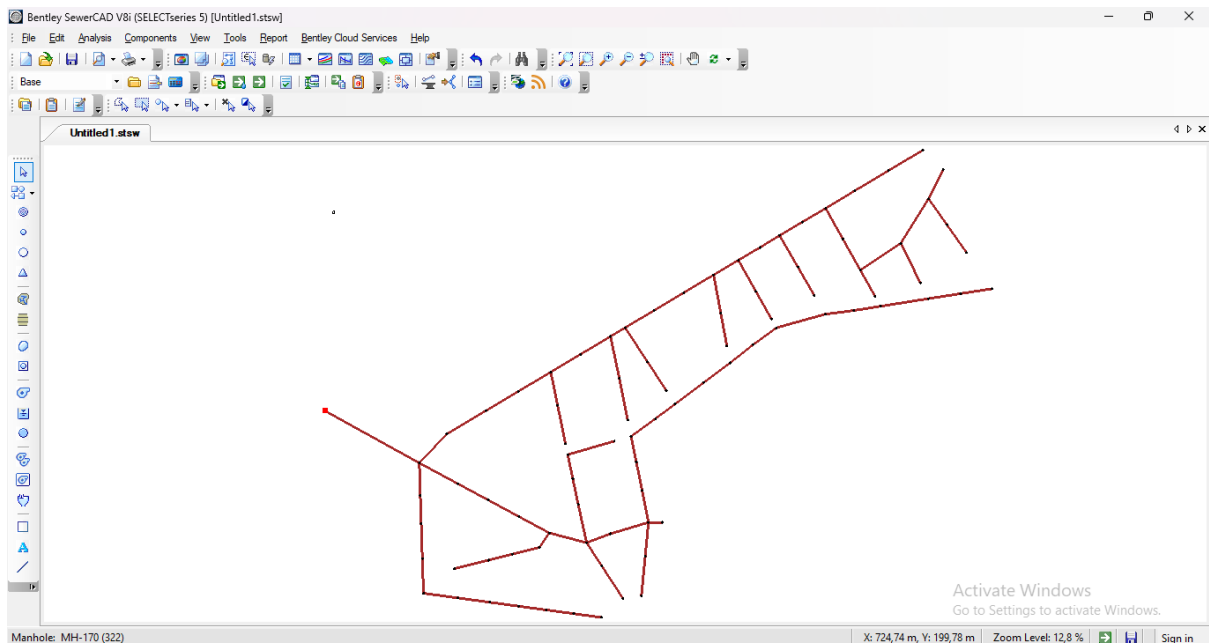 Bentley SewerCAD V8i (SELECTseries 5) [Untitled1.stsw]
File Edit Analysis Components View Tools Report Bentley Cloud Services Help
Base
Untitled1.stsw
A
Activate Windows
Go to Settings to activate Windows.
Manhole: MH-170 (322) X: 724,74 m, Y: 199,78 m Zoom Level: 12,8 % Sign in